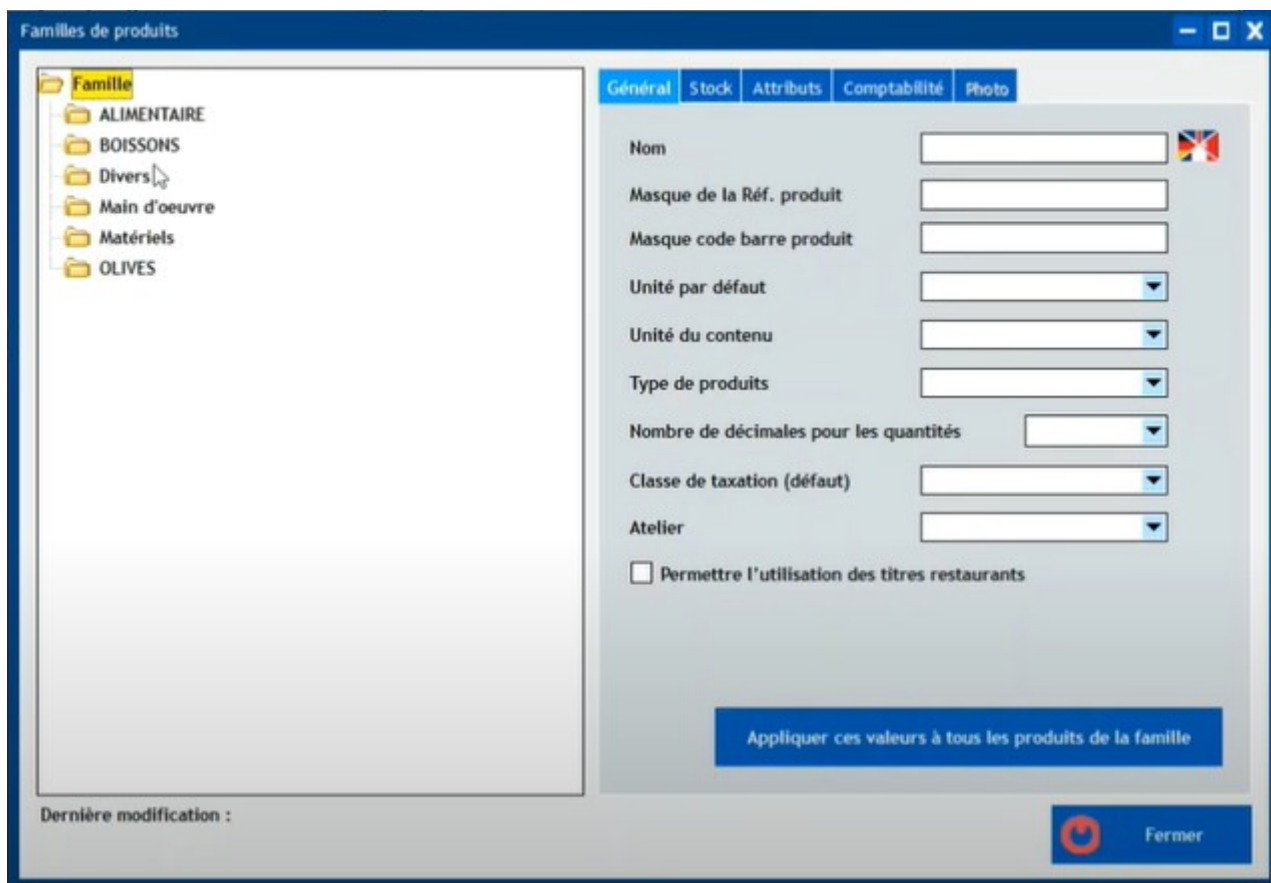 Familles de produits
Famille
ALIMENTAIRE
BOISSONS
Divers
Main d'oeuvre
Matériels
OLIVES
Général Stock Attributs Comptabilité Photo
Nom
Masque de la Réf. produit
Masque code barre produit
Unité par défaut
Unité du contenu
Type de produits
Nombre de décimales pour les quantités
Classe de taxation (défaut)
Atelier
Permettre l'utilisation des titres restaurants
Appliquer ces valeurs à tous les produits de la famille
Dernière modification :
Fermer